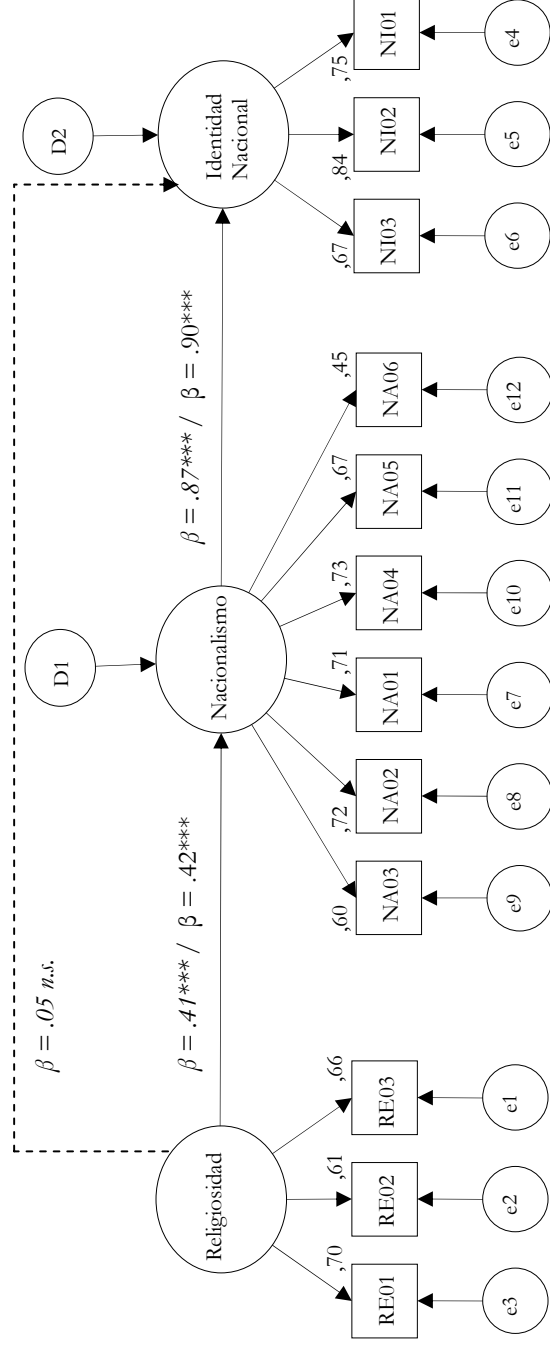 D1
D2
β = .05 n.s.
β = .41*** / β = .42***
β = .87*** / β = .90***
Religiosidad
Nacionalismo
Identidad
Nacional
,70
,61
,66
,60
,72
,71
,73
,67
,45
,67
,84
,75
RE01
RE02
RE03
NA03
NA02
NA01
NA04
NA05
NA06
NI03
NI02
NI01
e3
e2
e1
e9
e8
e7
e10
e11
e12
e6
e5
e4